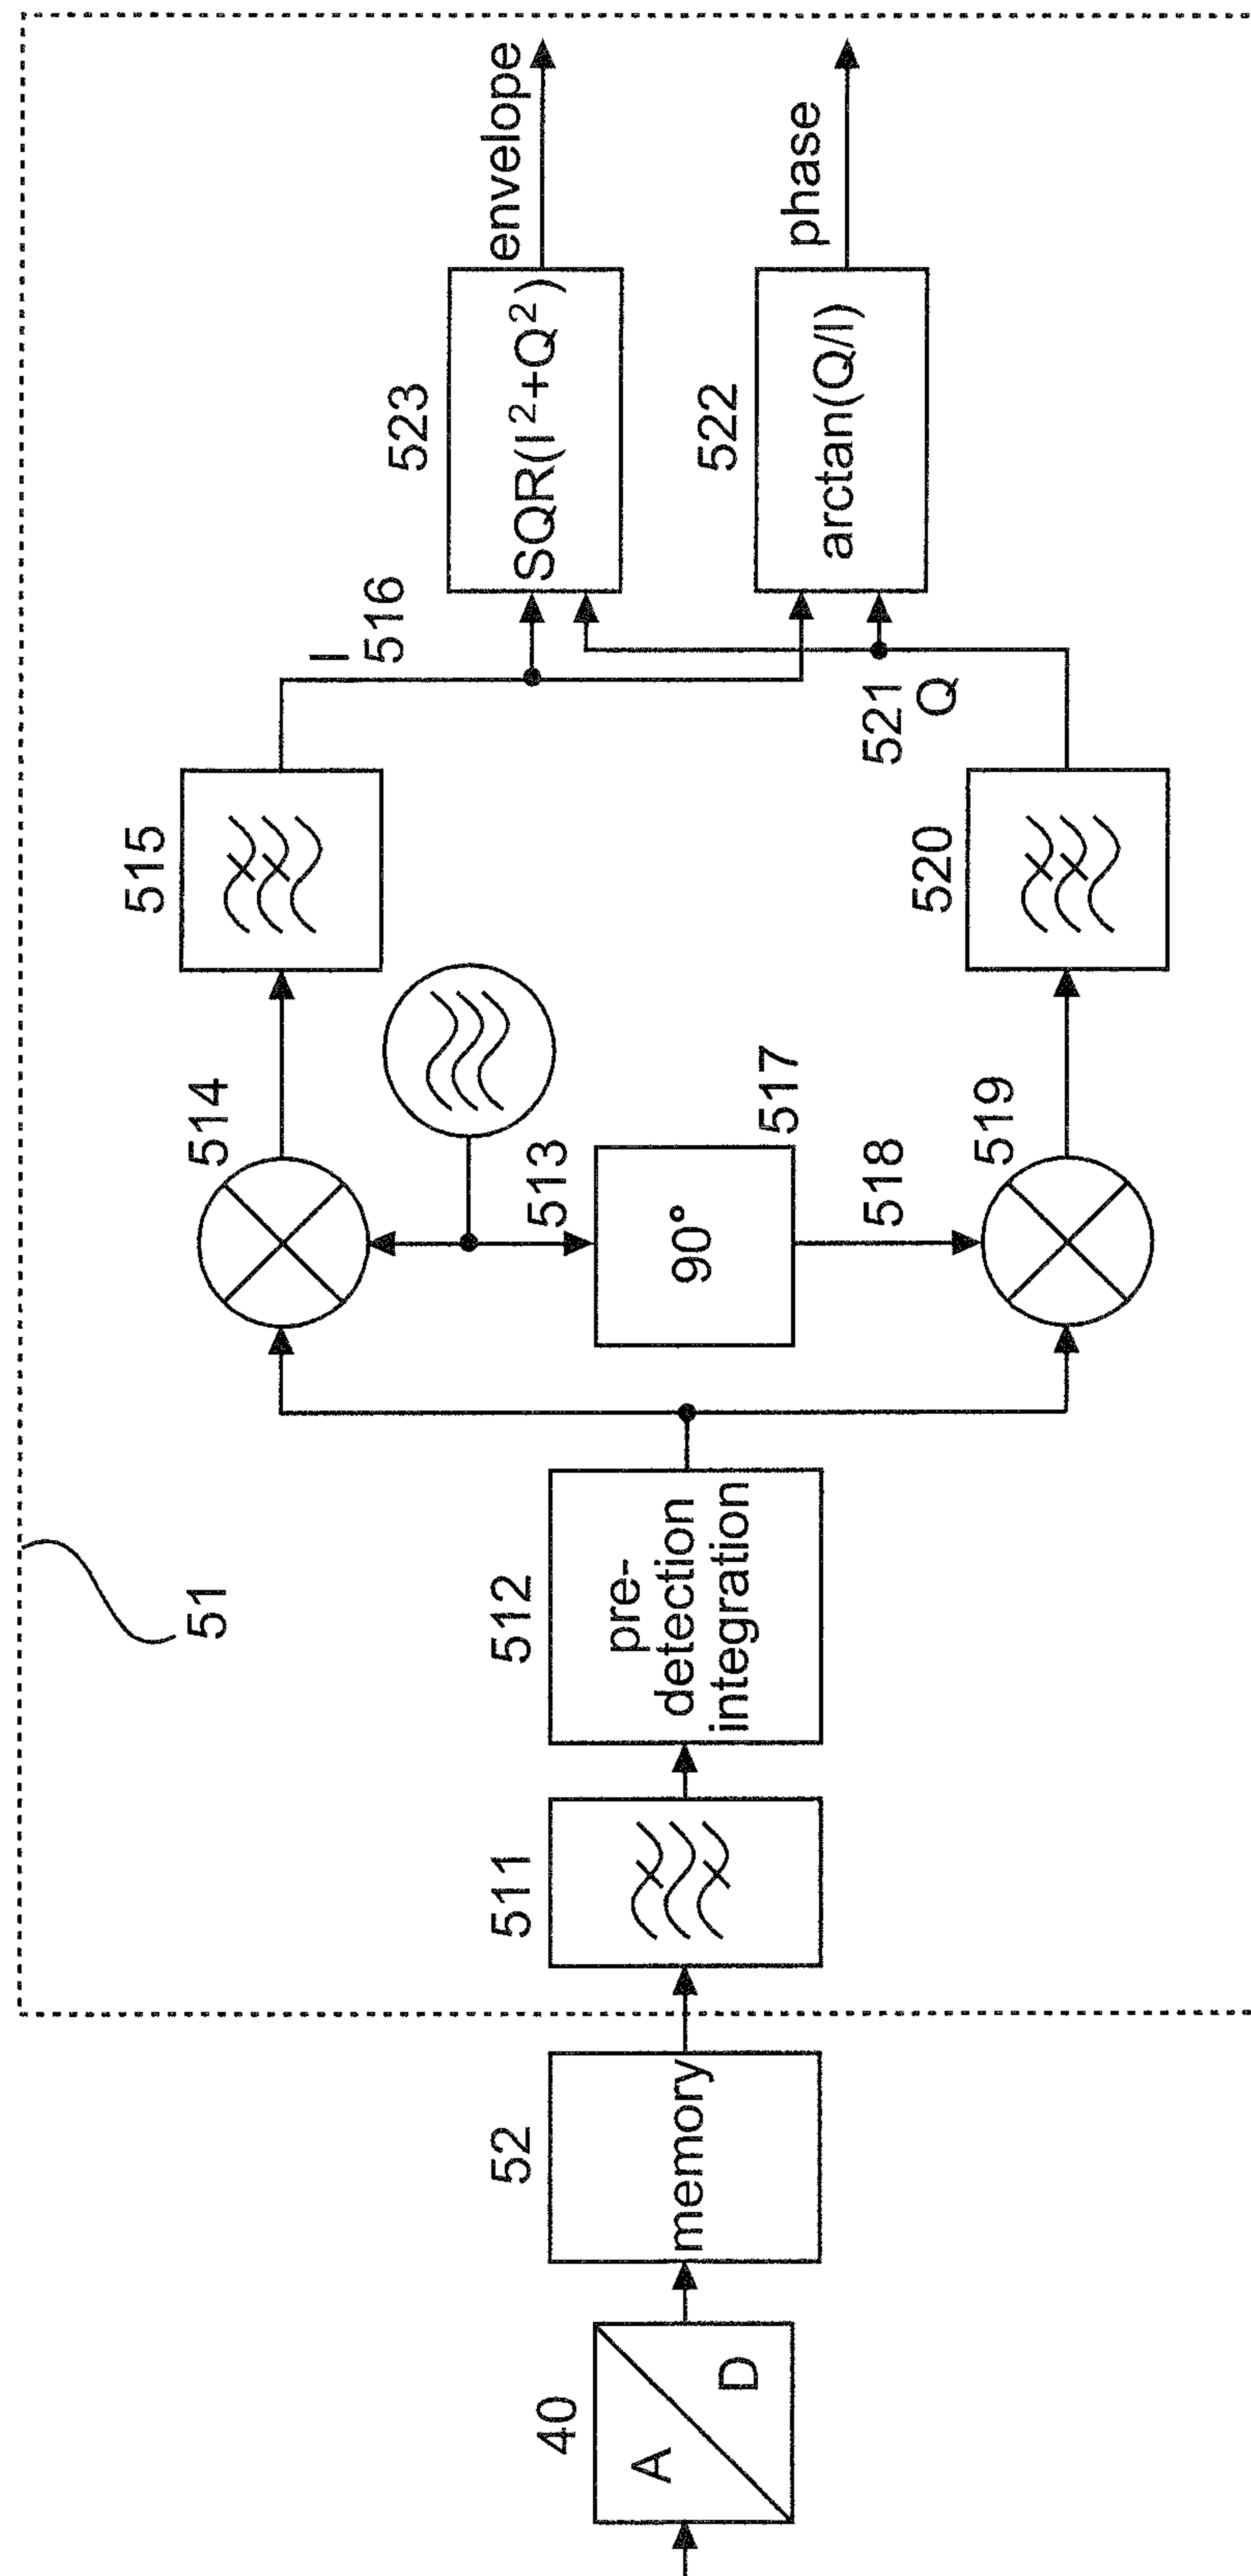 40
A
D
52
memory
51
511
512
pre-
detection
integration
514
513
90°
517
518
519
515
520
I
516
521
Q
523
SQR(I²+Q²)
522
arctan(Q/I)
envelope
phase